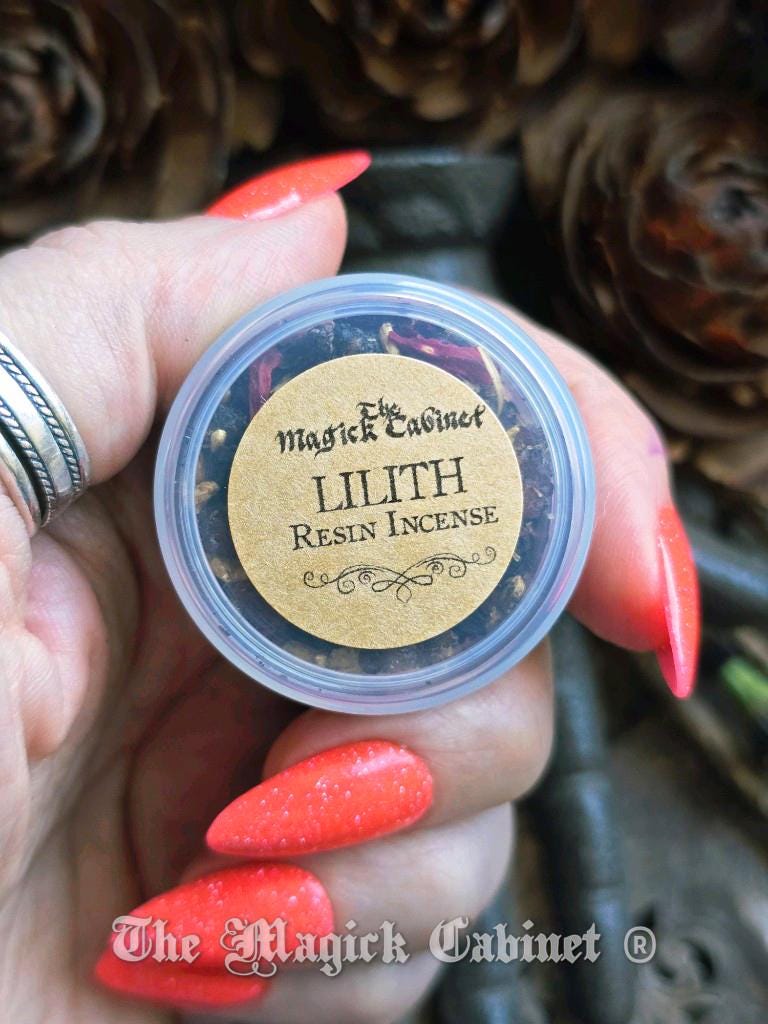 The
Magick Cabinet
LILITH
Resin Incense
The Magick Cabinet ®